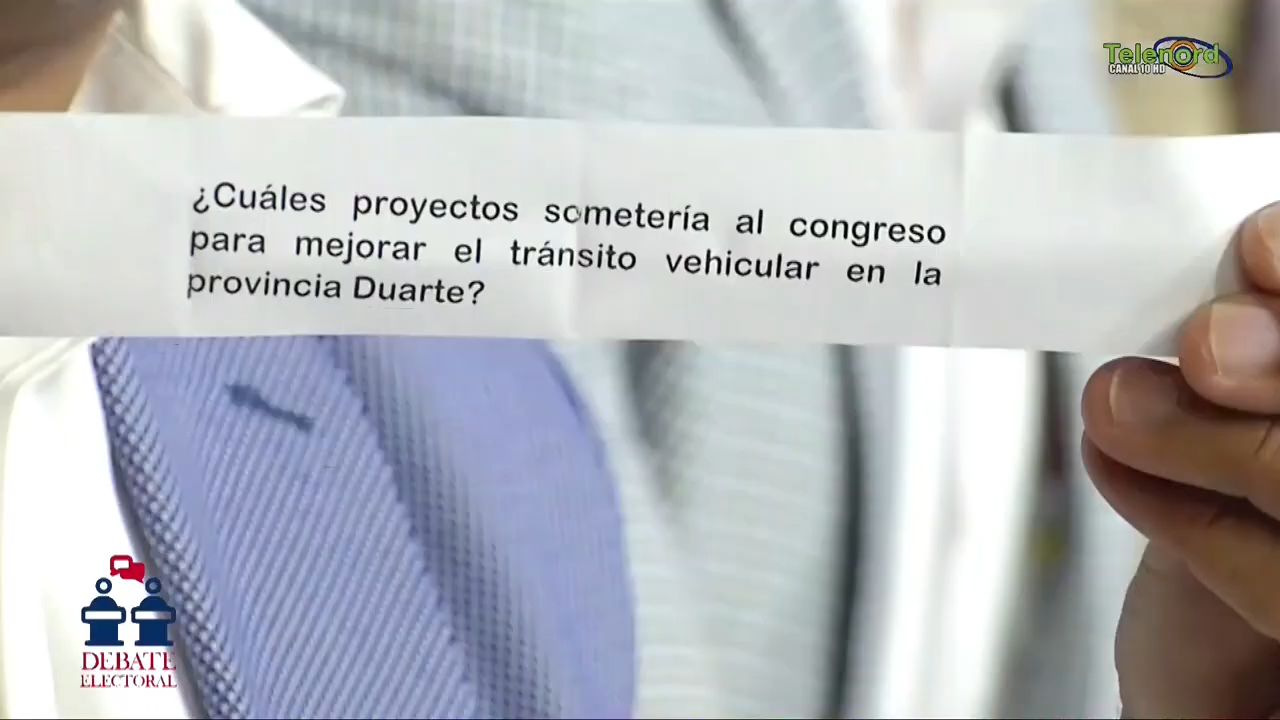 Telenord
CANAL 10 HD
¿Cuáles proyectos sometería al congreso
para mejorar el tránsito vehicular en la
provincia Duarte?
DEBATE
ELECTORAL